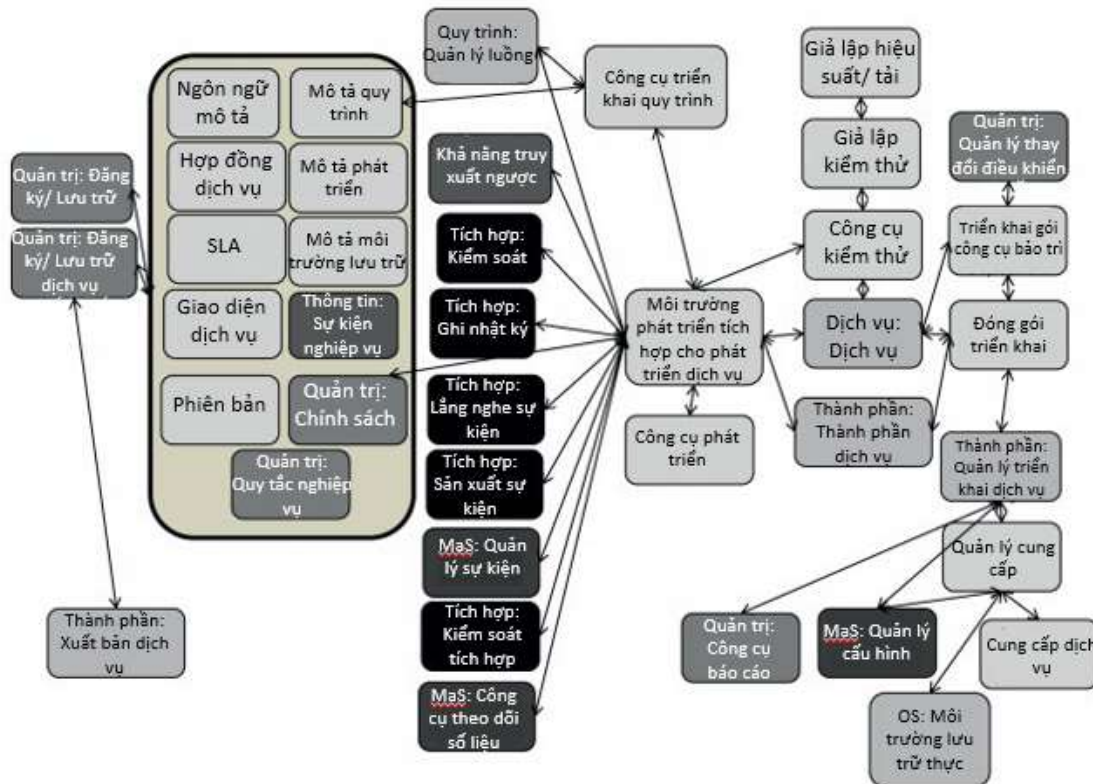 Quản trị: Đăng
ký/ Lưu trữ
Quản trị: Đăng
ký/ Lưu trữ
dịch vụ
Thành phần:
Xuất bản dịch
vụ
Ngôn ngữ
mô tả
Mô tả quy
trình
Hợp đồng
dịch vụ
Mô tả phát
triển
SLA
Mô tả môi
trường lưu trữ
Giao diện
dịch vụ
Thông tin:
Sự kiện
nghiệp vụ
Phiên bản
Quản trị:
Chính sách
Quản trị:
Quy tắc nghiệp
vụ
Quy trình:
Quản lý luồng
Khả năng truy
xuất ngược
Tích hợp:
Kiểm soát
Tích hợp:
Ghi nhật ký
Tích hợp:
Lắng nghe sự
kiện
Tích hợp:
Sản xuất sự
kiện
MaS: Quản
lý sự kiện
Tích hợp:
Kiểm soát
tích hợp
MaS: Công
cụ theo dõi
số liệu
Công cụ triển
khai quy trình
Môi trường
phát triển tích
hợp cho phát
triển dịch vụ
Công cụ phát
triển
Giả lập hiệu
suất/ tải
Giả lập
kiểm thử
Công cụ
kiểm thử
Dịch vụ:
Dịch vụ
Thành phần:
Thành phần
dịch vụ
Quản trị:
Quản lý thay
đổi điều khiển
Triển khai gói
công cụ bảo trì
Đóng gói
triển khai
Thành phần:
Quản lý triển
khai dịch vụ
Quản lý cung
cấp
Quản trị:
Công cụ
báo cáo
MaS: Quản lý
cấu hình
Cung cấp dịch
vụ
OS: Môi
trường lưu
trữ thực